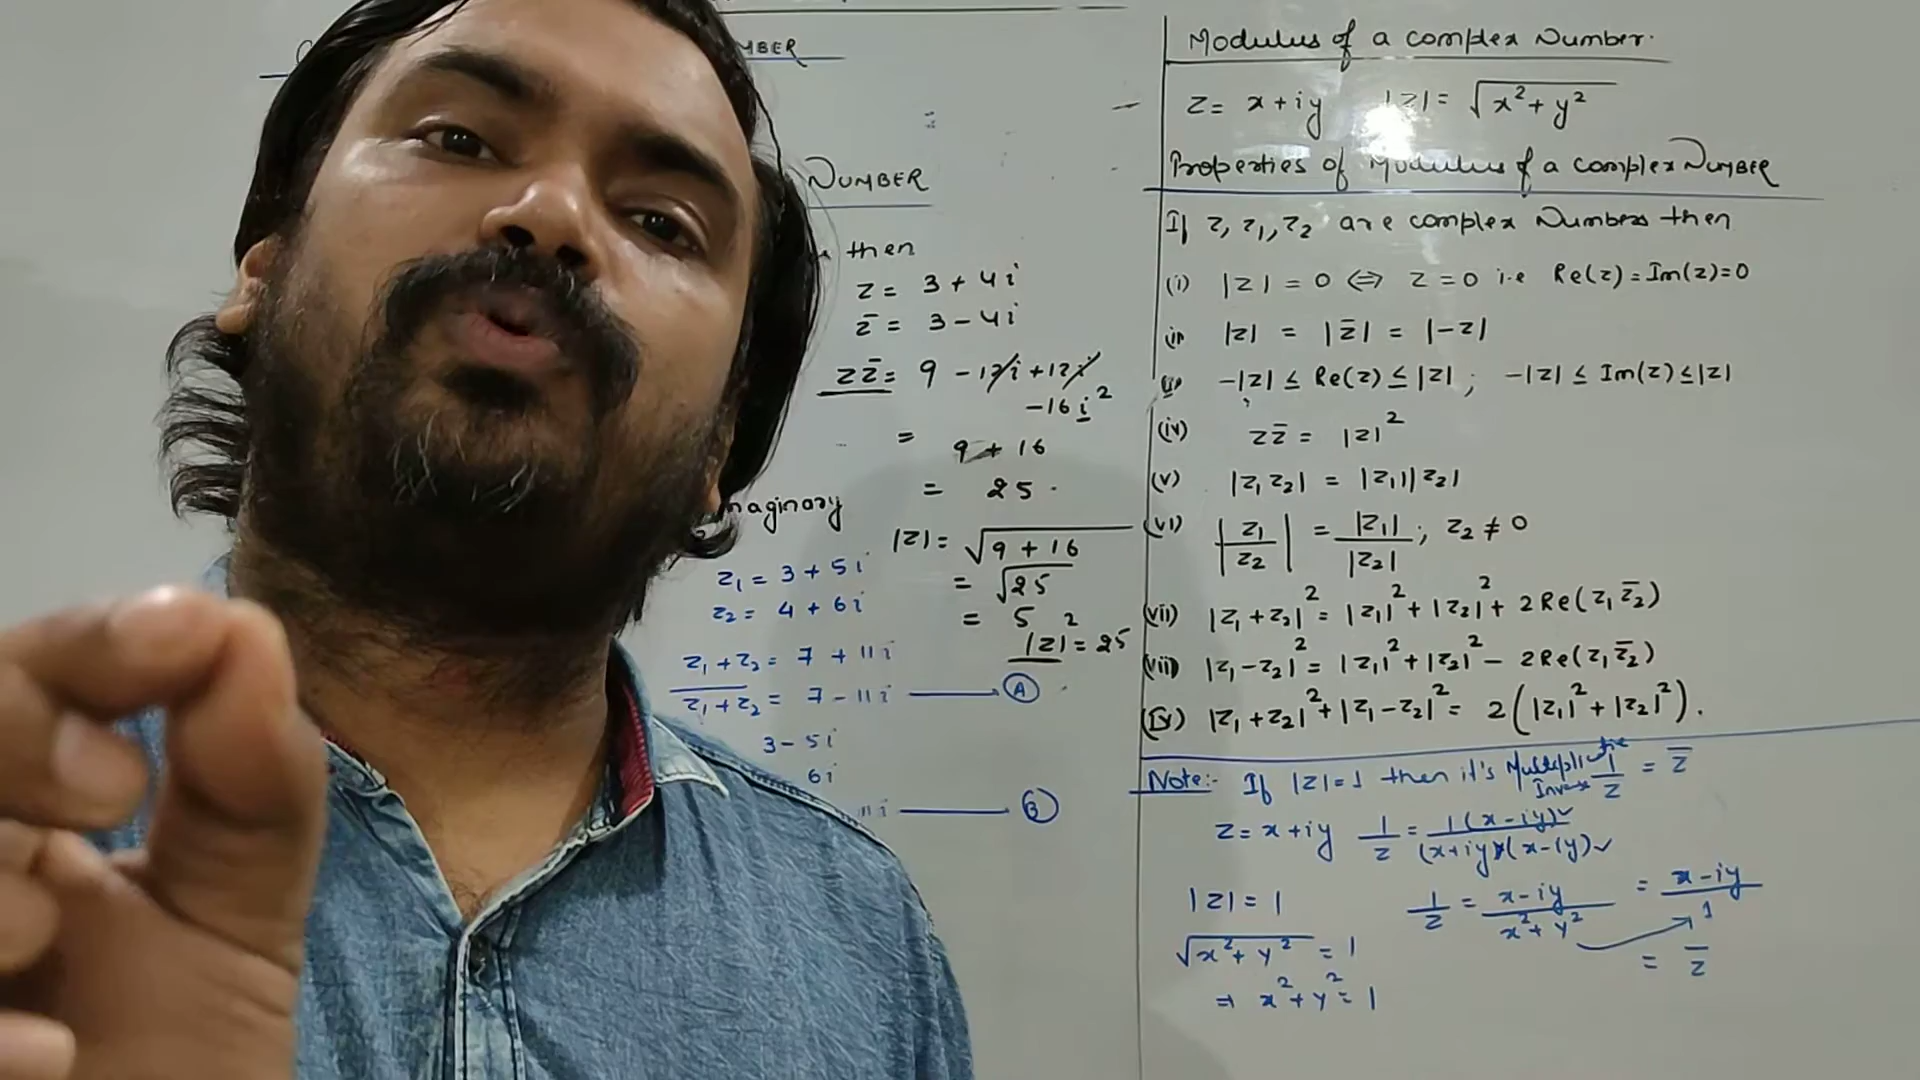 NUMBER
then
z = 3 + 4i
z̄ = 3 - 4i
zz̄ = 9 - 12i + 12i
-16i²
= 9 + 16
= 25.
|z| = √(9 + 16)
= √25
= 5
|z|² = 25
z₁ = 3 + 5i
z₂ = 4 + 6i
z₁ + z₂ = 7 + 11i
\overline{z₁ + z₂} = 7 - 11i — Ⓐ
3 - 5i
6i
11i — Ⓑ
Modulus of a complex Number.
z = x + iy |z| = √(x² + y²)
Properties of Modulus of a complex NUMBER
If z, z₁, z₂ are complex Numbers then
(i) |z| = 0 ⇔ z = 0 i.e Re(z) = Im(z) = 0
|z| = |z̄| = |-z|
-|z| ≤ Re(z) ≤ |z| ; -|z| ≤ Im(z) ≤ |z|
(iv) zz̄ = |z|²
(v) |z₁z₂| = |z₁||z₂|
(vi) |z₁/z₂| = |z₁|/|z₂| ; z₂ ≠ 0
(vii) |z₁ + z₂|² = |z₁|² + |z₂|² + 2Re(z₁z̄₂)
(viii) |z₁ - z₂|² = |z₁|² + |z₂|² - 2Re(z₁z̄₂)
(ix) |z₁ + z₂|² + |z₁ - z₂|² = 2(|z₁|² + |z₂|²).
Note:- If |z| = 1 then it's Multiplicative Inverse 1/z = z̄
z = x + iy 1/z = 1(x - iy)/(x + iy)(x - iy)
|z| = 1 1/z = (x - iy)/(x² + y²) = (x - iy)/1
√(x² + y²) = 1 = z̄
⇒ x² + y² = 1